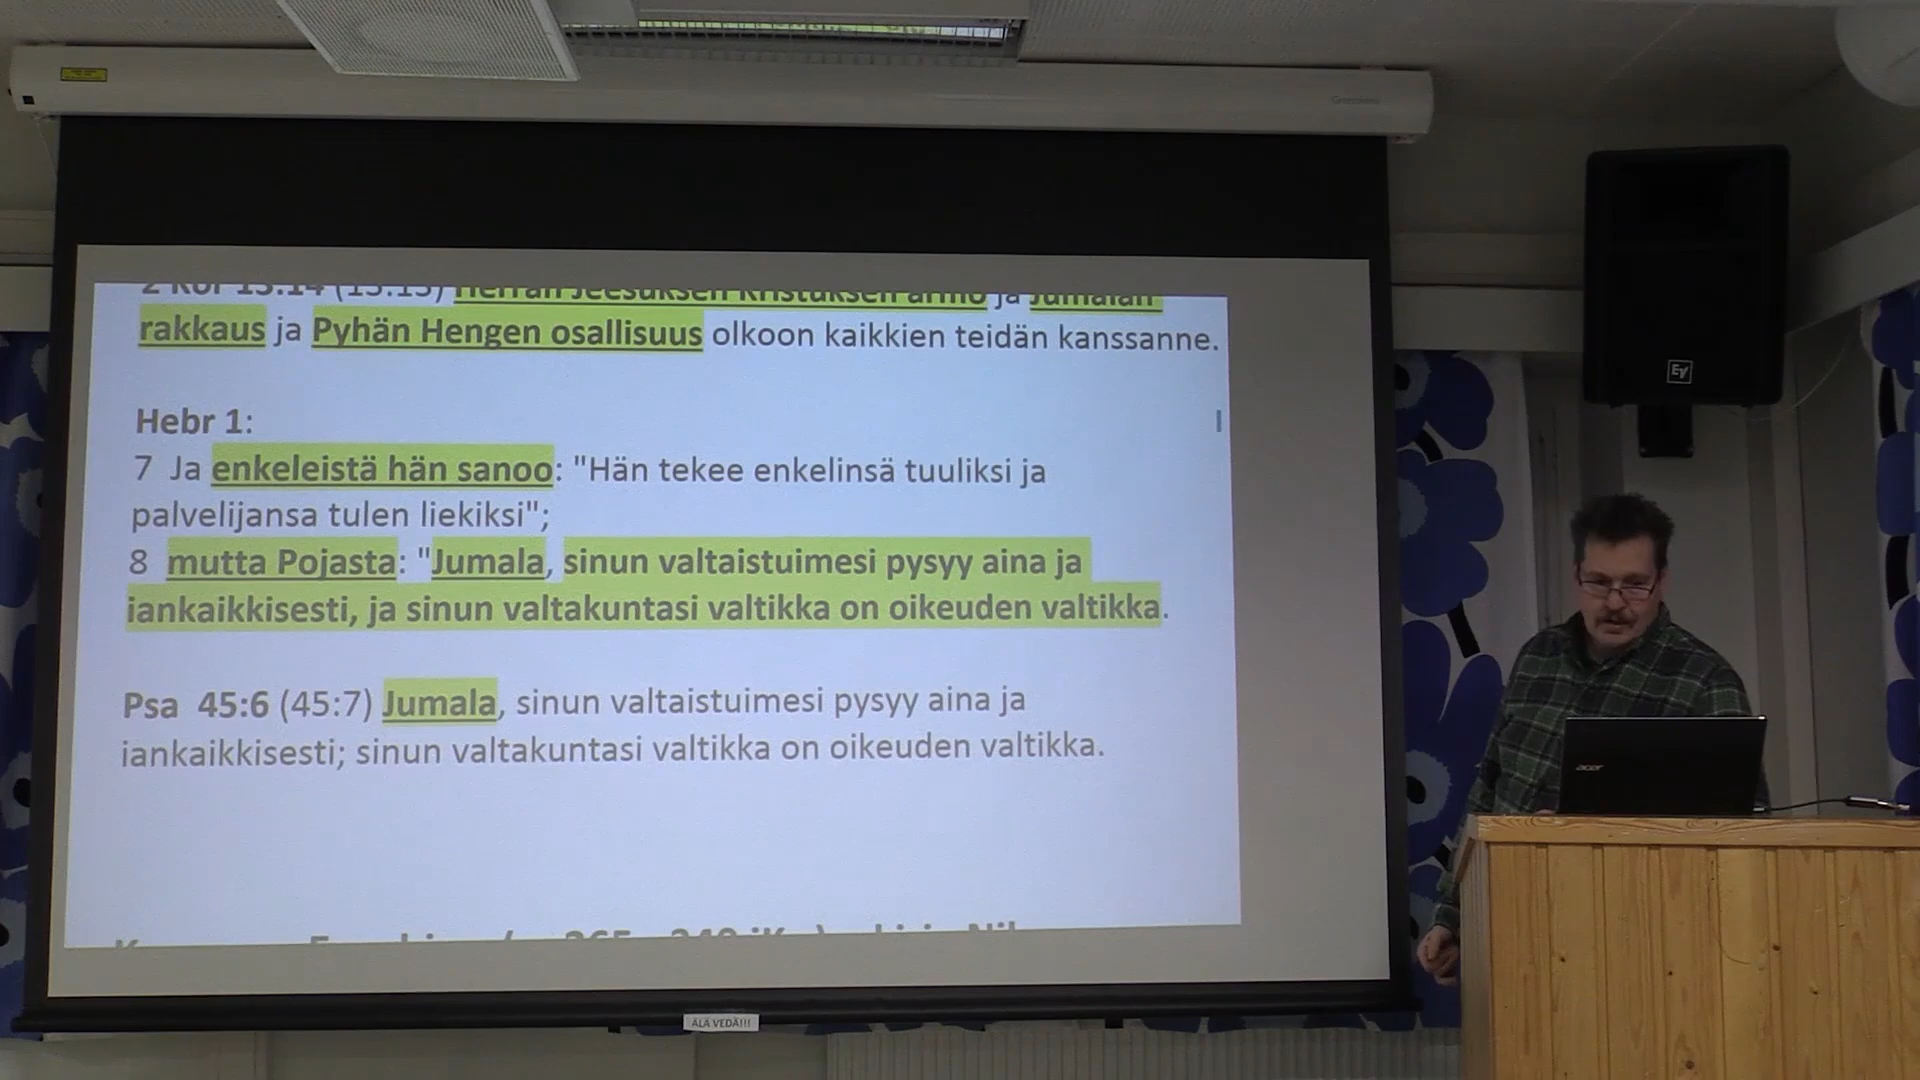 2 Kor 13:14 (13:13) Herran Jeesuksen Kristuksen armo ja Jumalan
rakkaus ja Pyhän Hengen osallisuus olkoon kaikkien teidän kanssanne.
Hebr 1:
7 Ja enkeleistä hän sanoo: "Hän tekee enkelinsä tuuliksi ja
palvelijansa tulen liekiksi";
8 mutta Pojasta: "Jumala, sinun valtaistuimesi pysyy aina ja
iankaikkisesti, ja sinun valtakuntasi valtikka on oikeuden valtikka.
Psa 45:6 (45:7) Jumala, sinun valtaistuimesi pysyy aina ja
iankaikkisesti; sinun valtakuntasi valtikka on oikeuden valtikka.
ÄLÄ VEDÄ!!!
EV
acer